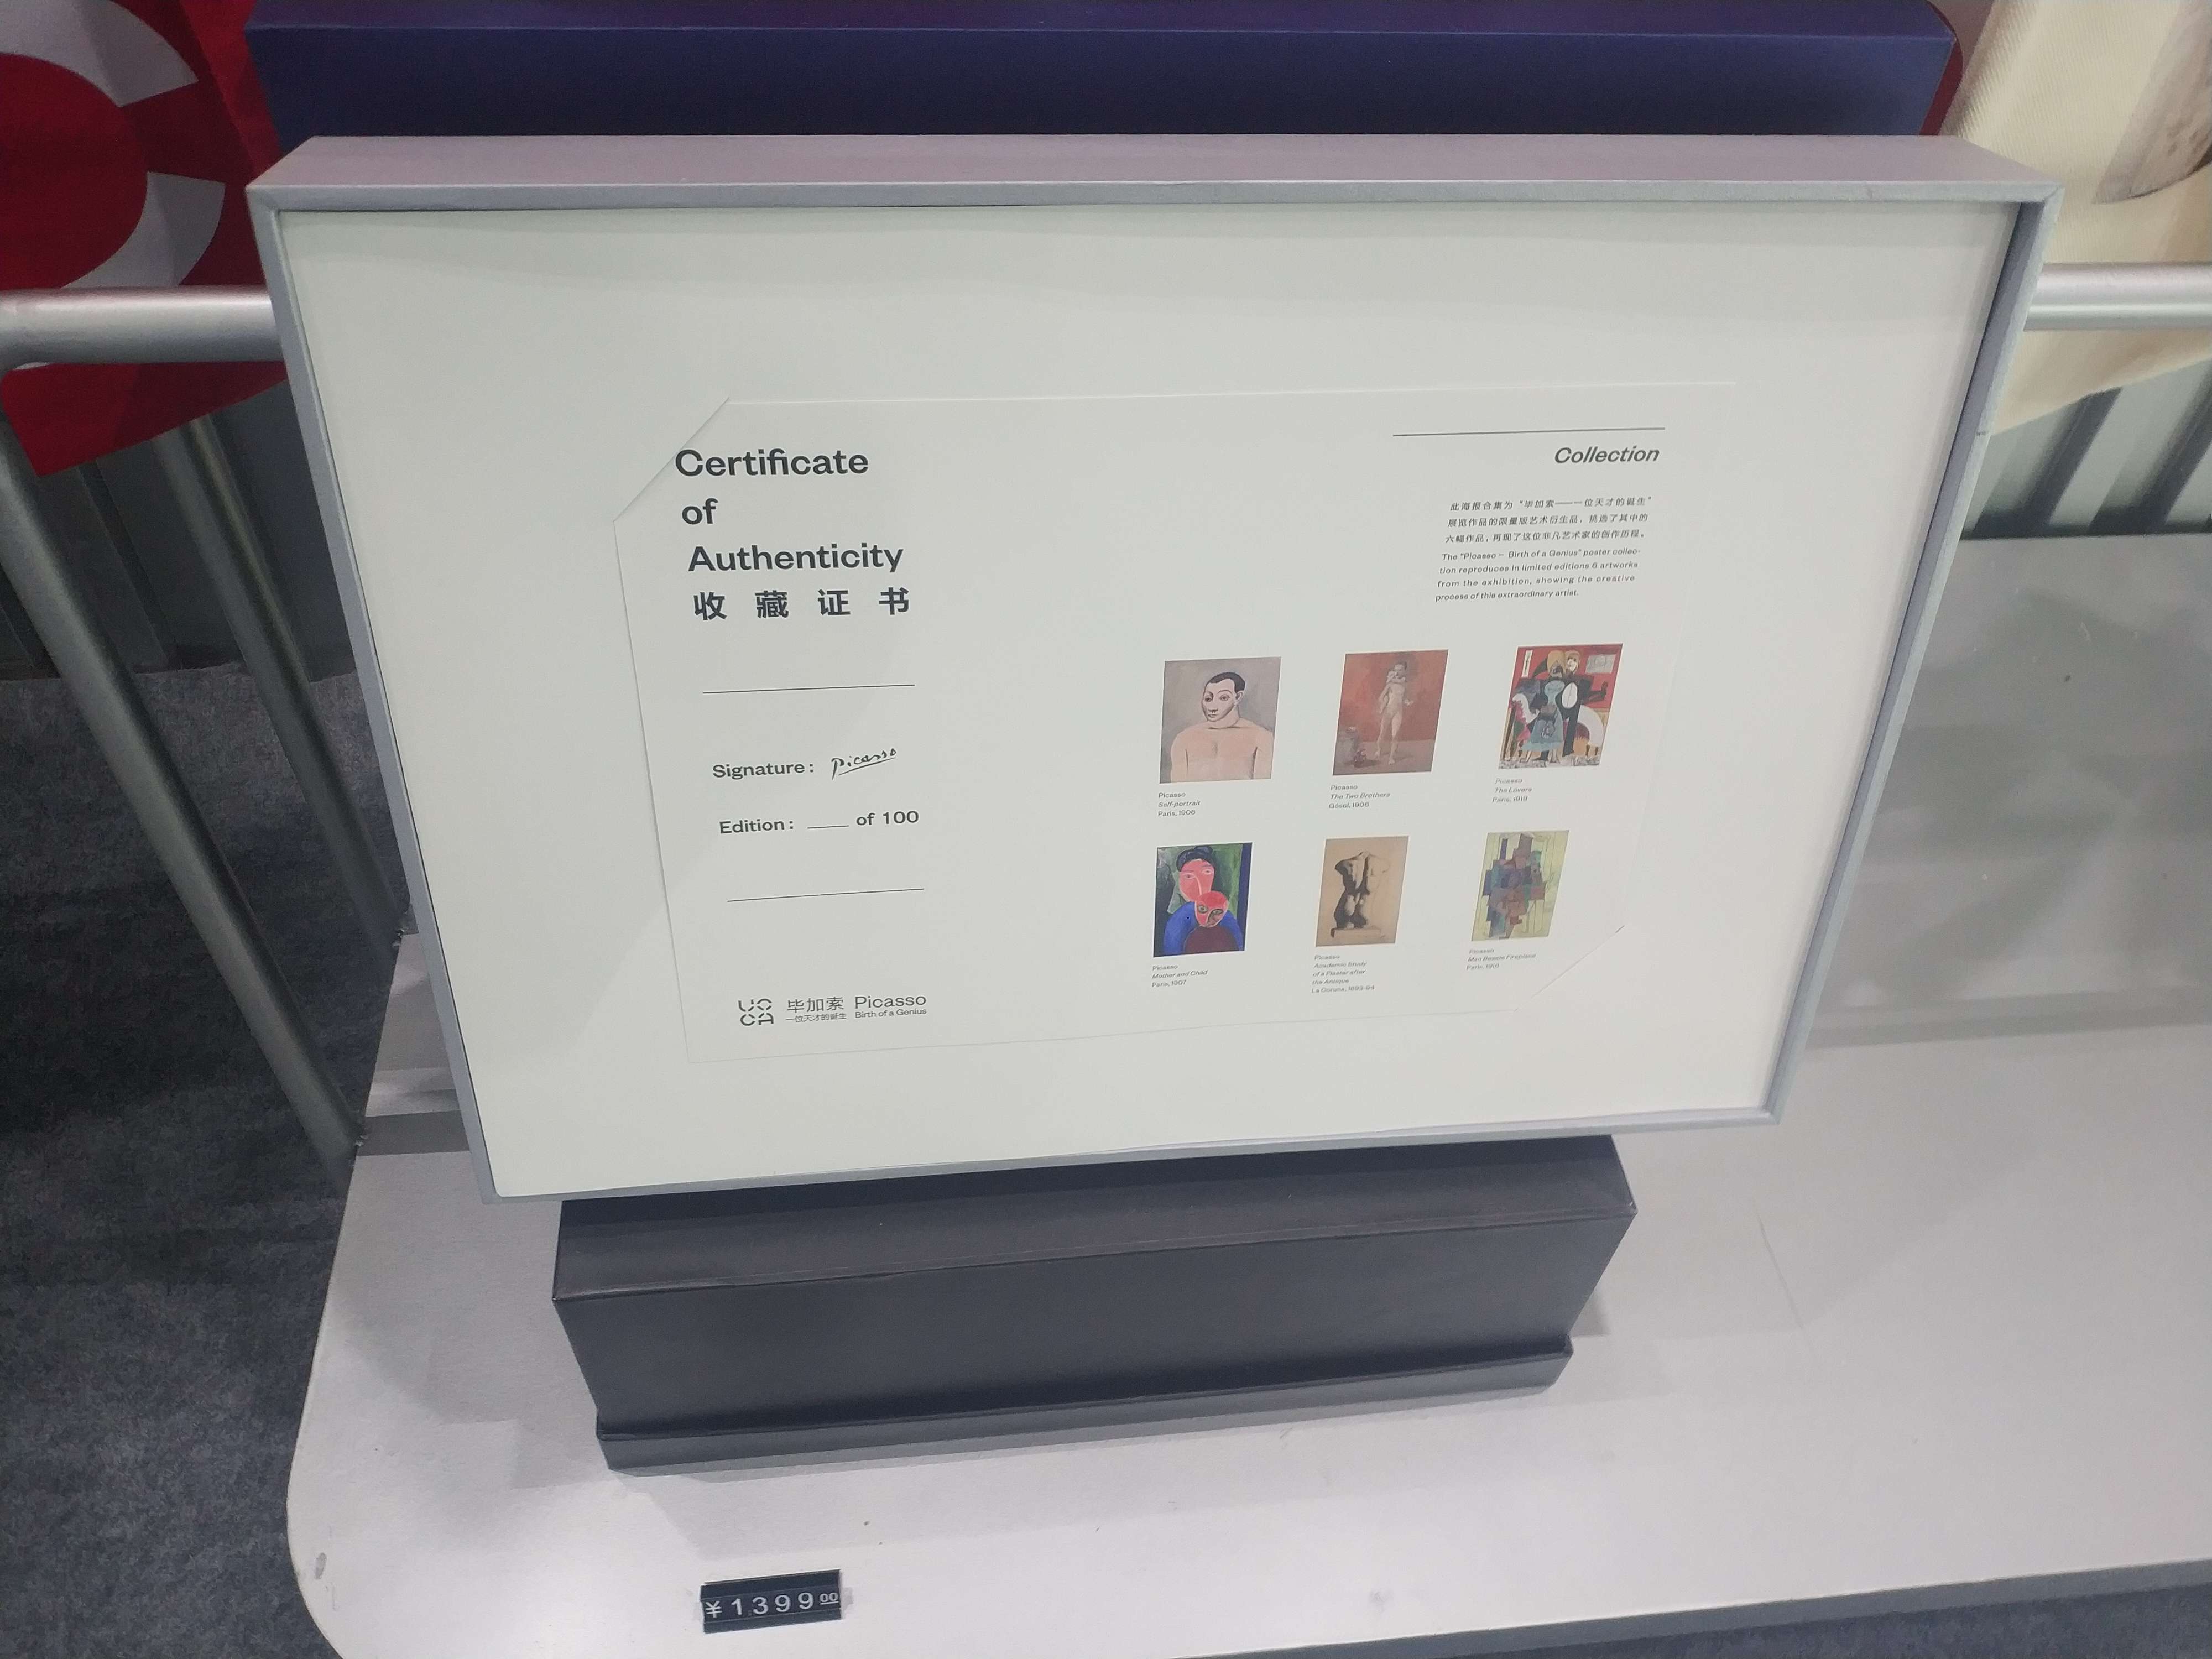 Certificate
of
Authenticity
收藏证书
Signature: Picasso
Edition: ___ of 100
UCCA
毕加索 Picasso
一位天才的诞生 Birth of a Genius
Collection
此海报合集为“毕加索——一位天才的诞生”
展览作品的限量版艺术衍生品,挑选了其中的
六幅作品,再现了这位非凡艺术家的创作历程。
The "Picasso – Birth of a Genius" poster collec-
tion reproduces in limited editions 6 artworks
from the exhibition, showing the creative
process of this extraordinary artist.
Picasso
Self-portrait
Paris, 1906
Picasso
The Two Brothers
Gósol, 1906
Picasso
The Lovers
Paris, 1919
Picasso
Mother and Child
Paris, 1907
Picasso
Academic Study
of a Plaster after
the Antique
La Coruna, 1893-94
Picasso
Man Beside Fireplace
Paris, 1916
¥1399.00